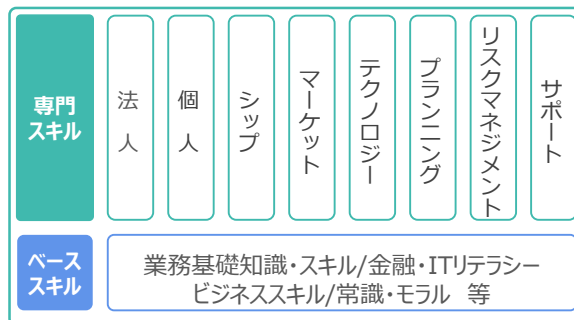 専門
スキル
法人
個人
シップ
マーケット
テクノロジー
プランニング
リスクマネジメント
サポート
ベース
スキル
業務基礎知識・スキル/金融・ITリテラシー
ビジネススキル/常識・モラル 等